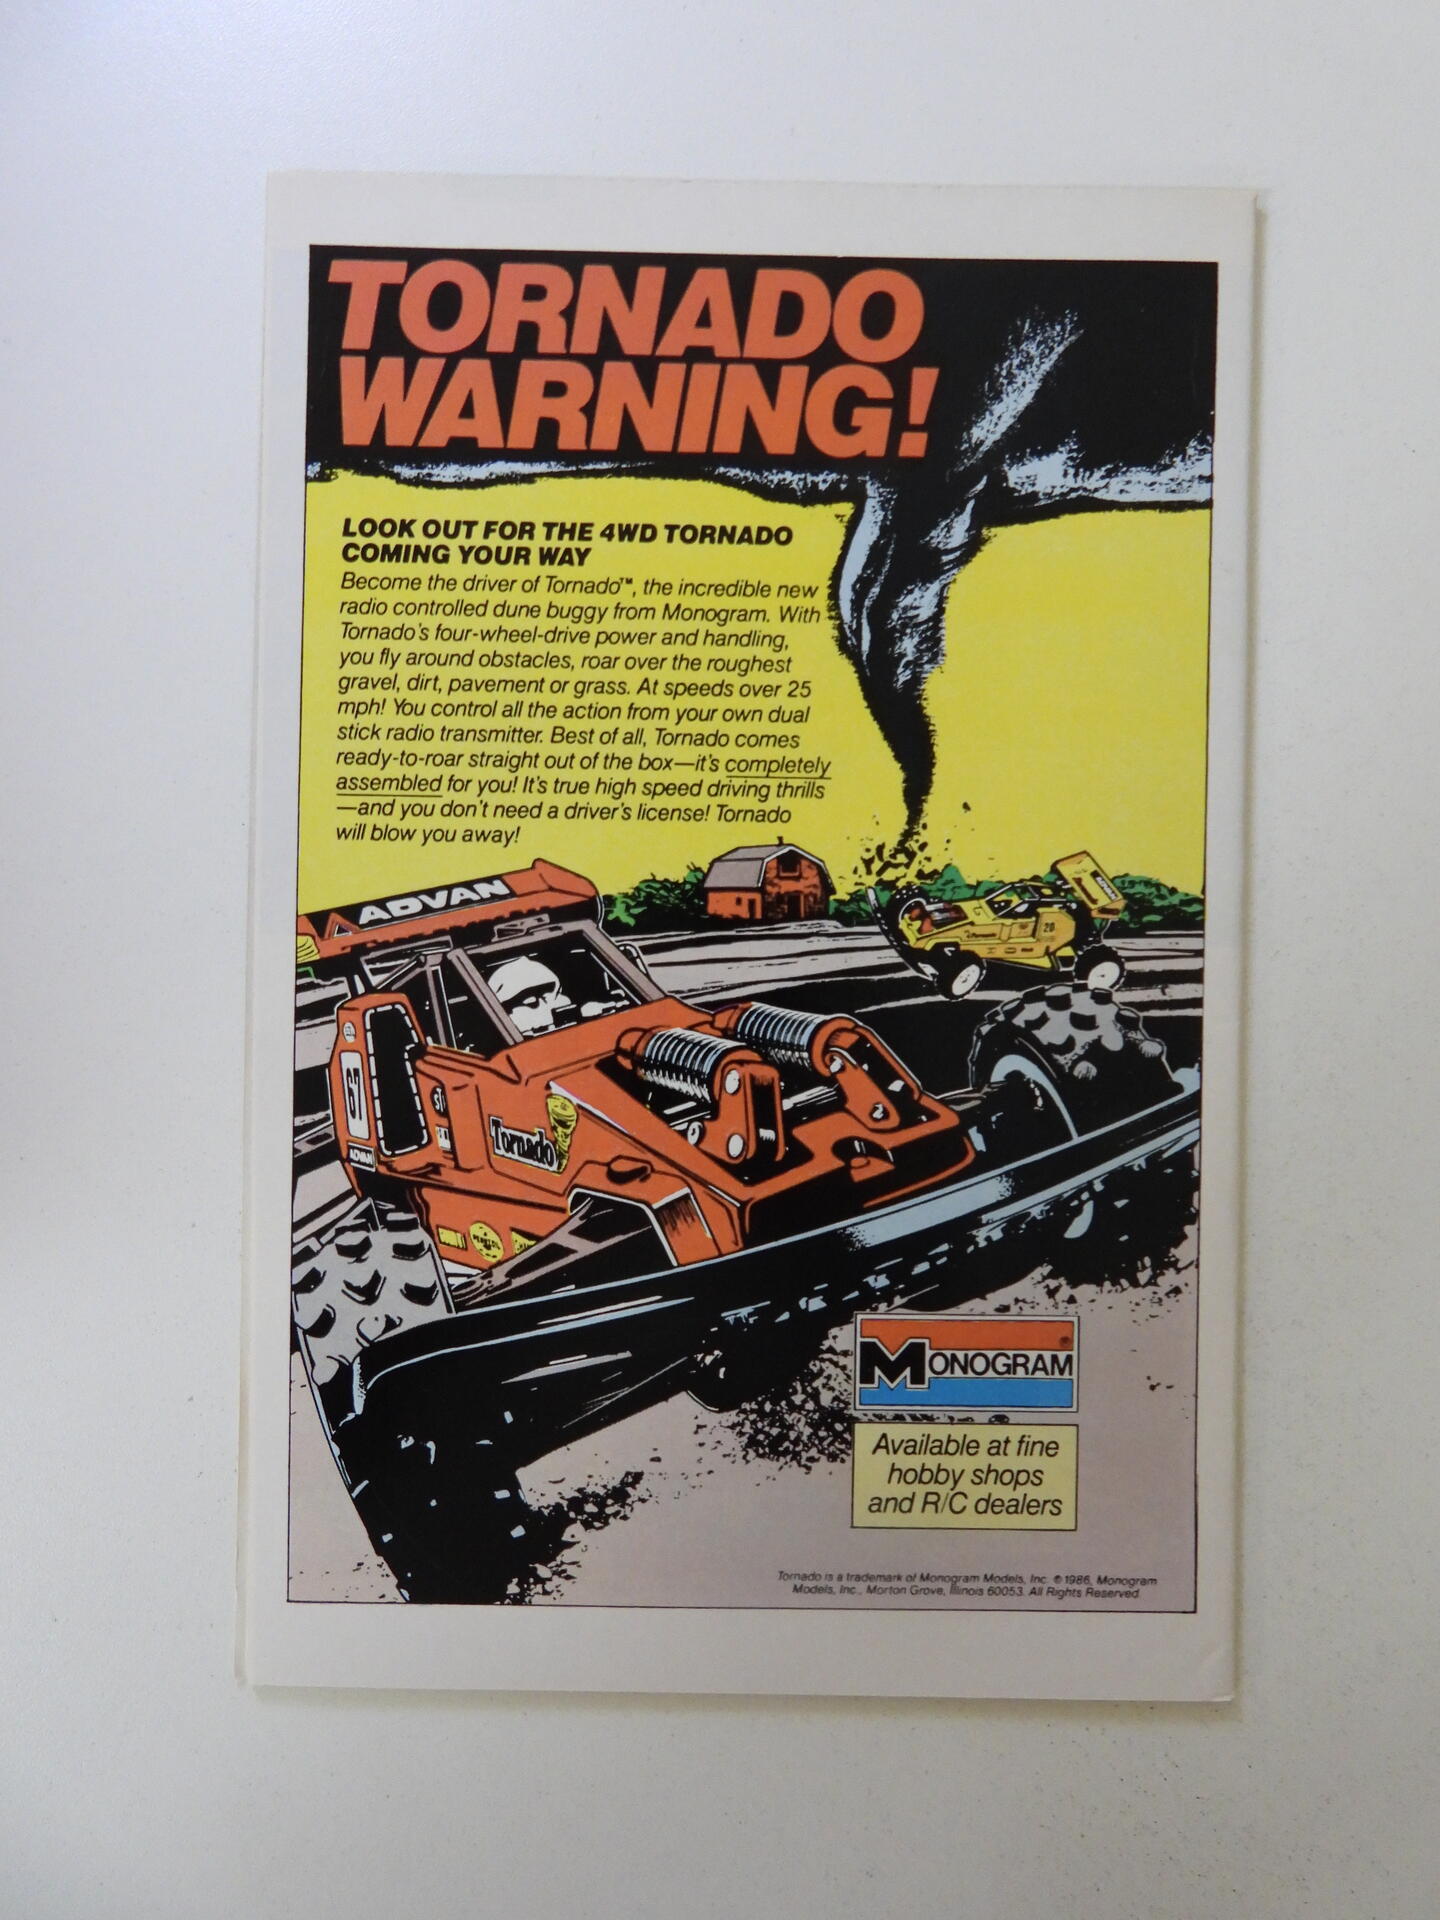 TORNADO
WARNING!
LOOK OUT FOR THE 4WD TORNADO
COMING YOUR WAY
Become the driver of Tornado™, the incredible new
radio controlled dune buggy from Monogram. With
Tornado's four-wheel-drive power and handling,
you fly around obstacles, roar over the roughest
gravel, dirt, pavement or grass. At speeds over 25
mph! You control all the action from your own dual
stick radio transmitter. Best of all, Tornado comes
ready-to-roar straight out of the box—it's completely
assembled for you! It's true high speed driving thrills
—and you don't need a driver's license! Tornado
will blow you away!
ADVAN
20
67
ADVAN
Tornado
MONOGRAM®
Available at fine
hobby shops
and R/C dealers
Tornado is a trademark of Monogram Models, Inc. © 1986, Monogram
Models, Inc., Morton Grove, Illinois 60053. All Rights Reserved.